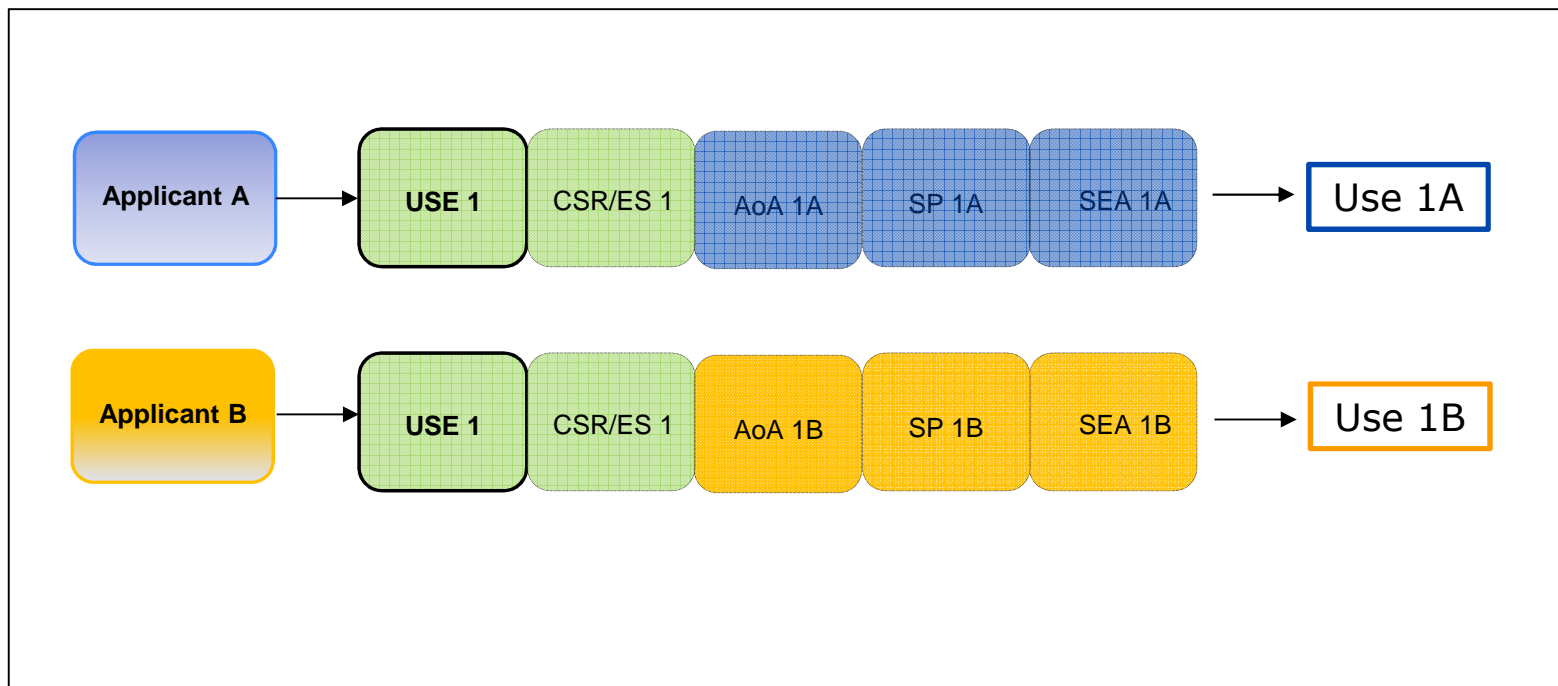 Applicant A
USE 1
CSR/ES 1
AoA 1A
SP 1A
SEA 1A
Use 1A
Applicant B
USE 1
CSR/ES 1
AoA 1B
SP 1B
SEA 1B
Use 1B